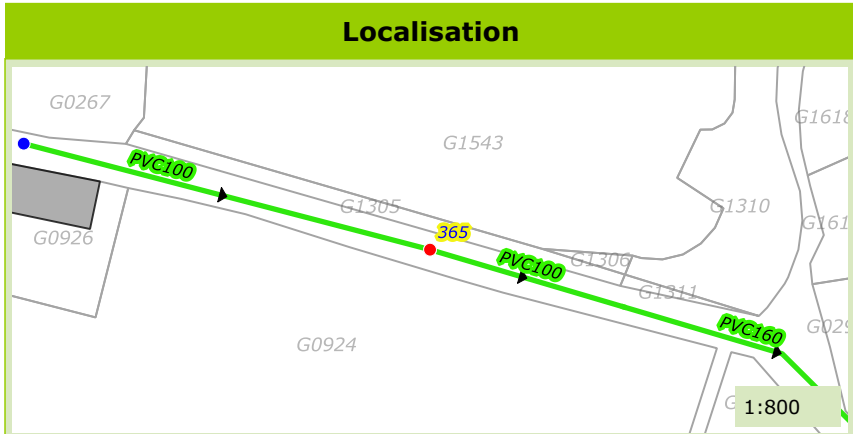 Localisation
G0267
G1543
G1618
PVC100
G1305
G1310
G161
365
G0926
PVC100
G1306
G1311
PVC160
G029
G0924
G
1:800